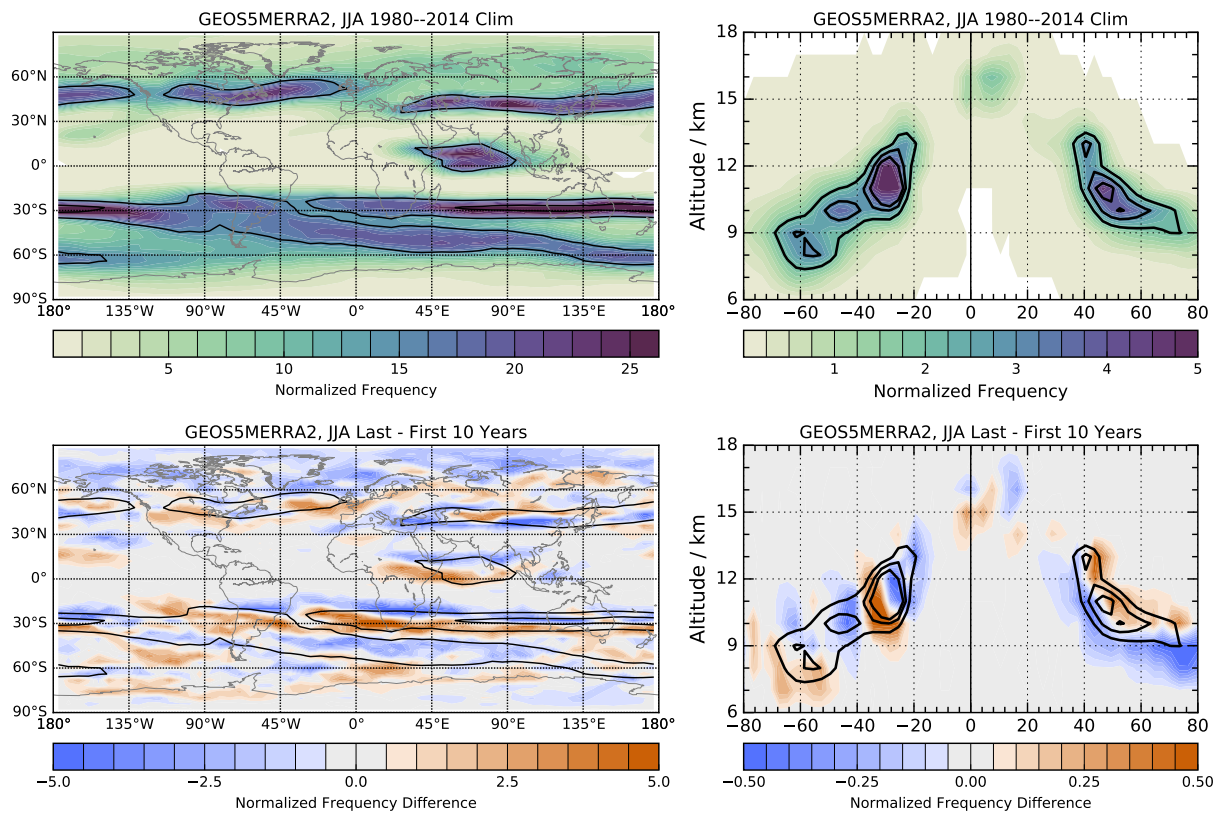 GEOS5MERRA2, JJA 1980--2014 Clim
60°N
30°N
0°
30°S
60°S
90°S
180° 135°W 90°W 45°W 0° 45°E 90°E 135°E 180°
5 10 15 20 25
Normalized Frequency
GEOS5MERRA2, JJA 1980--2014 Clim
Altitude / km
18
15
12
9
6
−80 −60 −40 −20 0 20 40 60 80
1 2 3 4 5
Normalized Frequency
GEOS5MERRA2, JJA Last - First 10 Years
60°N
30°N
0°
30°S
60°S
90°S
180° 135°W 90°W 45°W 0° 45°E 90°E 135°E 180°
−5.0 −2.5 0.0 2.5 5.0
Normalized Frequency Difference
GEOS5MERRA2, JJA Last - First 10 Years
Altitude / km
18
15
12
9
6
−80 −60 −40 −20 0 20 40 60 80
−0.50 −0.25 0.00 0.25 0.50
Normalized Frequency Difference